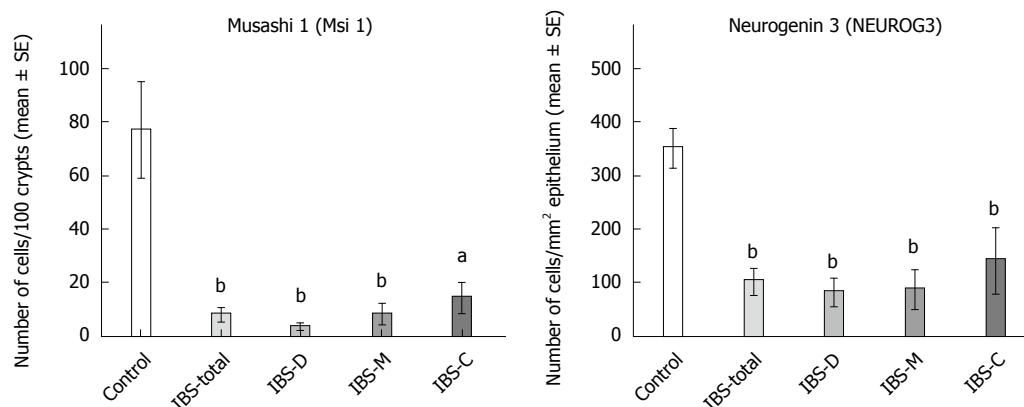 Musashi 1 (Msi 1)
Number of cells/100 crypts (mean ± SE)
100
80
60
40
20
0
b
b
b
a
Control
IBS-total
IBS-D
IBS-M
IBS-C
Neurogenin 3 (NEUROG3)
Number of cells/mm² epithelium (mean ± SE)
500
400
300
200
100
0
b
b
b
b
Control
IBS-total
IBS-D
IBS-M
IBS-C